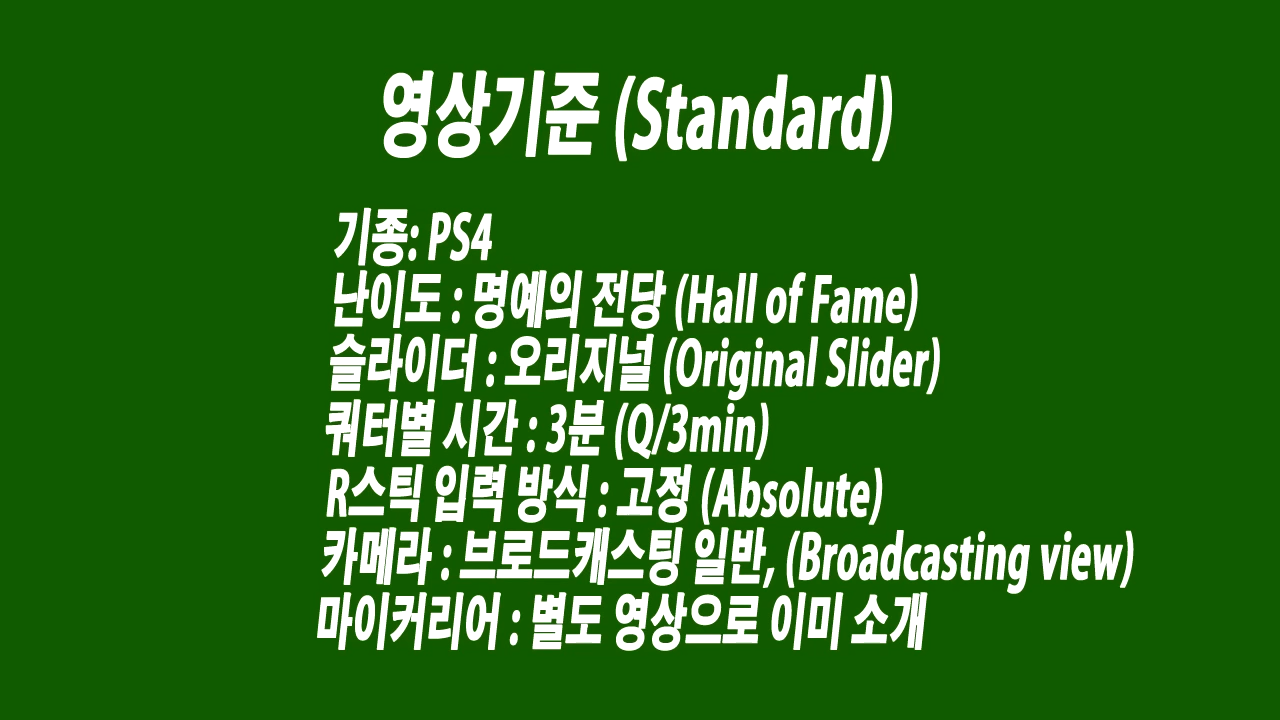 영상기준 (Standard)
기종: PS4
난이도 : 명예의 전당 (Hall of Fame)
슬라이더 : 오리지널 (Original Slider)
쿼터별 시간 : 3분 (Q/3min)
R스틱 입력 방식 : 고정 (Absolute)
카메라 : 브로드캐스팅 일반, (Broadcasting view)
마이커리어 : 별도 영상으로 이미 소개